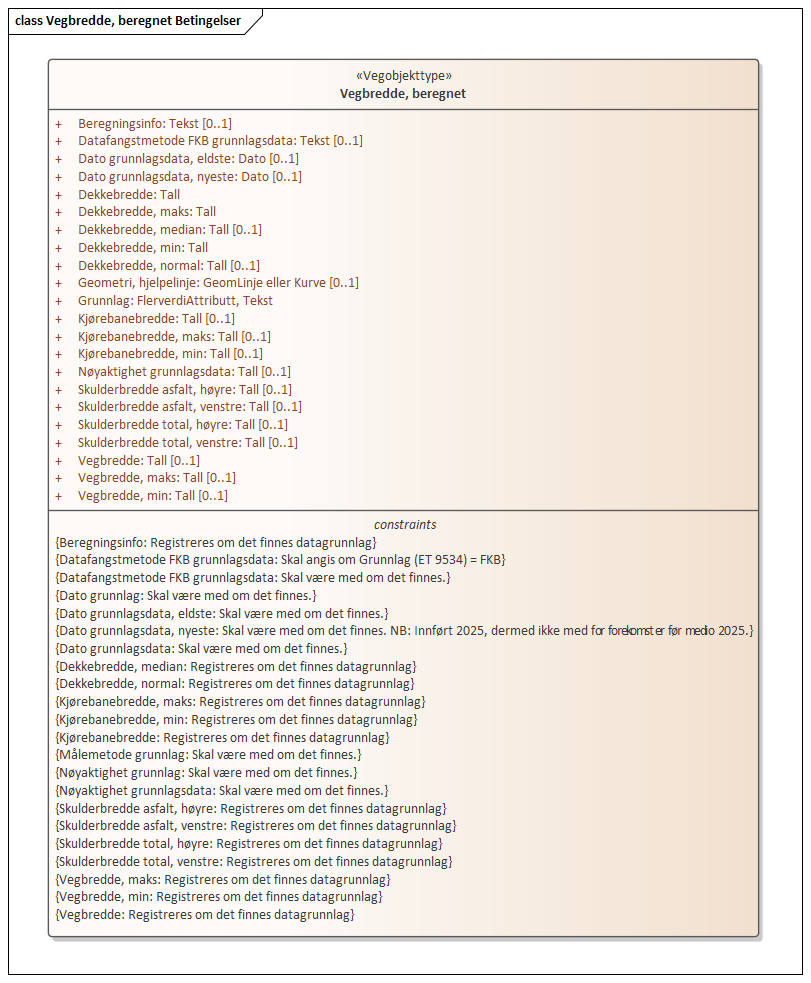 class Vegbredde, beregnet Betingelser
«Vegobjekttype»
Vegbredde, beregnet
+ Beregningsinfo: Tekst [0..1]
+ Datafangstmetode FKB grunnlagsdata: Tekst [0..1]
+ Dato grunnlagsdata, eldste: Dato [0..1]
+ Dato grunnlagsdata, nyeste: Dato [0..1]
+ Dekkebredde: Tall
+ Dekkebredde, maks: Tall
+ Dekkebredde, median: Tall [0..1]
+ Dekkebredde, min: Tall
+ Dekkebredde, normal: Tall [0..1]
+ Geometri, hjelpelinje: GeomLinje eller Kurve [0..1]
+ Grunnlag: FlerverdiAttributt, Tekst
+ Kjørebanebredde: Tall [0..1]
+ Kjørebanebredde, maks: Tall [0..1]
+ Kjørebanebredde, min: Tall [0..1]
+ Nøyaktighet grunnlagsdata: Tall [0..1]
+ Skulderbredde asfalt, høyre: Tall [0..1]
+ Skulderbredde asfalt, venstre: Tall [0..1]
+ Skulderbredde total, høyre: Tall [0..1]
+ Skulderbredde total, venstre: Tall [0..1]
+ Vegbredde: Tall [0..1]
+ Vegbredde, maks: Tall [0..1]
+ Vegbredde, min: Tall [0..1]
constraints
{Beregningsinfo: Registreres om det finnes datagrunnlag}
{Datafangstmetode FKB grunnlagsdata: Skal angis om Grunnlag (ET 9534) = FKB}
{Datafangstmetode FKB grunnlagsdata: Skal være med om det finnes.}
{Dato grunnlag: Skal være med om det finnes.}
{Dato grunnlagsdata, eldste: Skal være med om det finnes.}
{Dato grunnlagsdata, nyeste: Skal være med om det finnes. NB: Innført 2025, dermed ikke med for forekomster før medio 2025.}
{Dato grunnlagsdata: Skal være med om det finnes.}
{Dekkebredde, median: Registreres om det finnes datagrunnlag}
{Dekkebredde, normal: Registreres om det finnes datagrunnlag}
{Kjørebanebredde, maks: Registreres om det finnes datagrunnlag}
{Kjørebanebredde, min: Registreres om det finnes datagrunnlag}
{Kjørebanebredde: Registreres om det finnes datagrunnlag}
{Målemetode grunnlag: Skal være med om det finnes.}
{Nøyaktighet grunnlag: Skal være med om det finnes.}
{Nøyaktighet grunnlagsdata: Skal være med om det finnes.}
{Skulderbredde asfalt, høyre: Registreres om det finnes datagrunnlag}
{Skulderbredde asfalt, venstre: Registreres om det finnes datagrunnlag}
{Skulderbredde total, høyre: Registreres om det finnes datagrunnlag}
{Skulderbredde total, venstre: Registreres om det finnes datagrunnlag}
{Vegbredde, maks: Registreres om det finnes datagrunnlag}
{Vegbredde, min: Registreres om det finnes datagrunnlag}
{Vegbredde: Registreres om det finnes datagrunnlag}